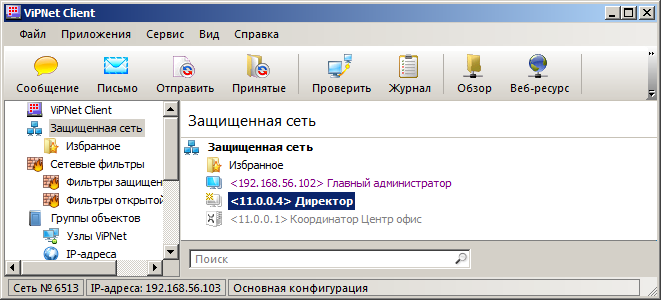 ViPNet Client
Файл Приложения Сервис Вид Справка
Сообщение Письмо Отправить Принятые Проверить Журнал Обзор Веб-ресурс
ViPNet Client
Защищенная сеть
Избранное
Сетевые фильтры
Фильтры защищен
Фильтры открытой
Группы объектов
Узлы ViPNet
IP-адреса
Защищенная сеть
Защищенная сеть
Избранное
<192.168.56.102> Главный администратор
<11.0.0.4> Директор
<11.0.0.1> Координатор Центр офис
Поиск
Сеть № 6513 IP-адреса: 192.168.56.103 Основная конфигурация